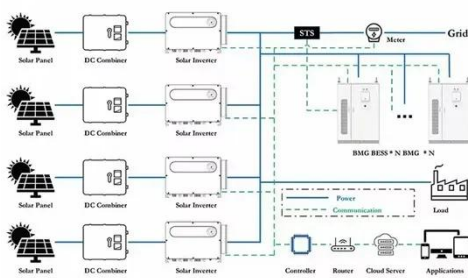 STS
Meter
Grid
Solar Panel
DC Combiner
Solar Inverter
Solar Panel
DC Combiner
Solar Inverter
BMG BESS * N BMG * N
Solar Panel
DC Combiner
Solar Inverter
Power
Communication
Load
Solar Panel
DC Combiner
Solar Inverter
Controller
Router
Cloud Server
Applications